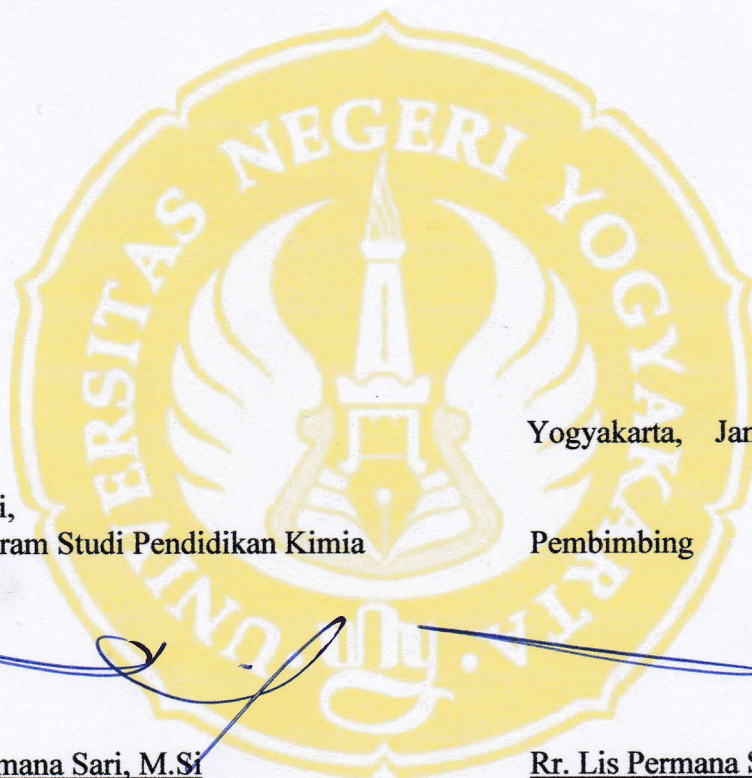 UNIVERSITAS NEGERI YOGYAKARTA
Yogyakarta, Jan
i,
ram Studi Pendidikan Kimia
Pembimbing
mana Sari, M.Si
Rr. Lis Permana S